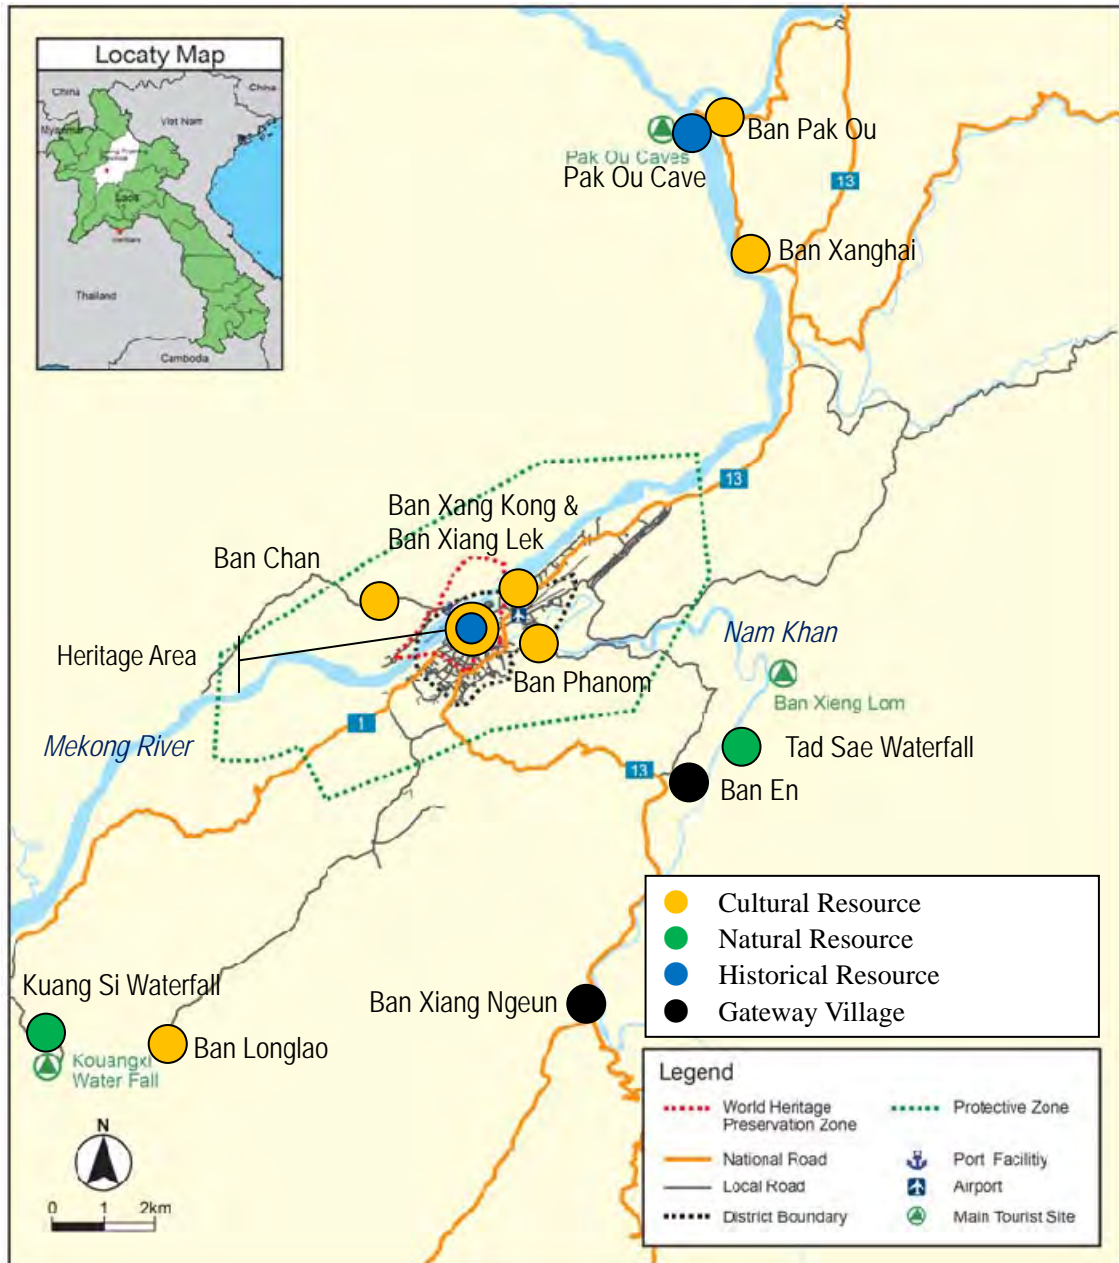 Locaty Map
China
China
Myanmar
Viet Nam
Laos
Vientiane
Thailand
Cambodia
Ban Pak Ou
Pak Ou Caves
Pak Ou Cave
13
Ban Xanghai
13
Ban Xang Kong &
Ban Xiang Lek
Ban Chan
Nam Khan
Heritage Area
Ban Phanom
Ban Xieng Lom
1
Mekong River
Tad Sae Waterfall
13
Ban En
Cultural Resource
Natural Resource
Historical Resource
Gateway Village
Kuang Si Waterfall
Ban Xiang Ngeun
Ban Longlao
Kouangxi
Water Fall
N
0 1 2km
Legend
World Heritage
Preservation Zone
Protective Zone
National Road
Port Facilitiy
Local Road
Airport
District Boundary
Main Tourist Site